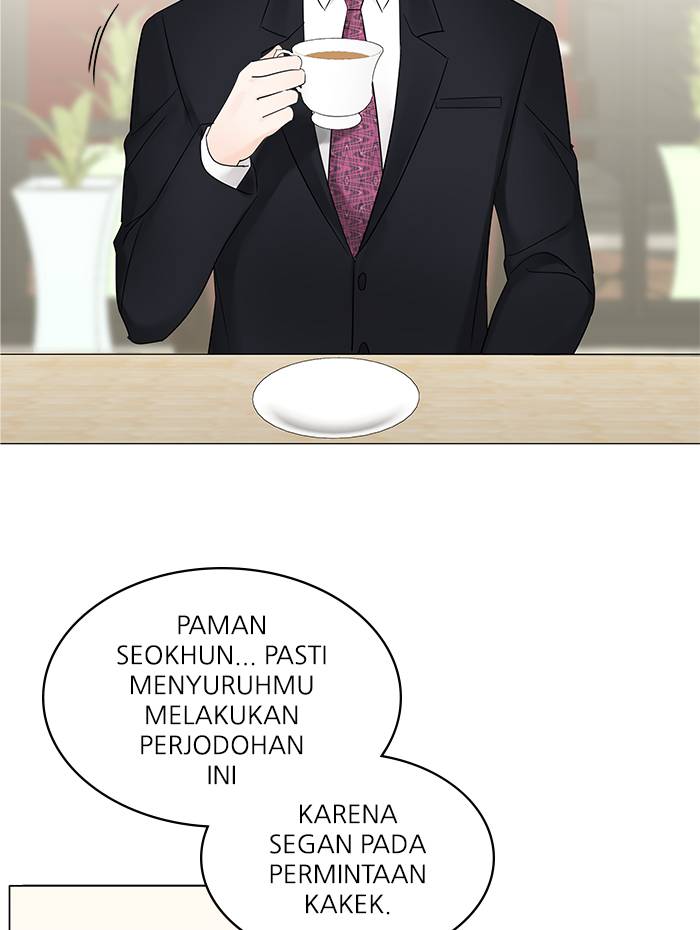 PAMAN
SEOKHUN... PASTI
MENYURUHMU
MELAKUKAN
PERJODOHAN
INI
KARENA
SEGAN PADA
PERMINTAAN
KAKEK.